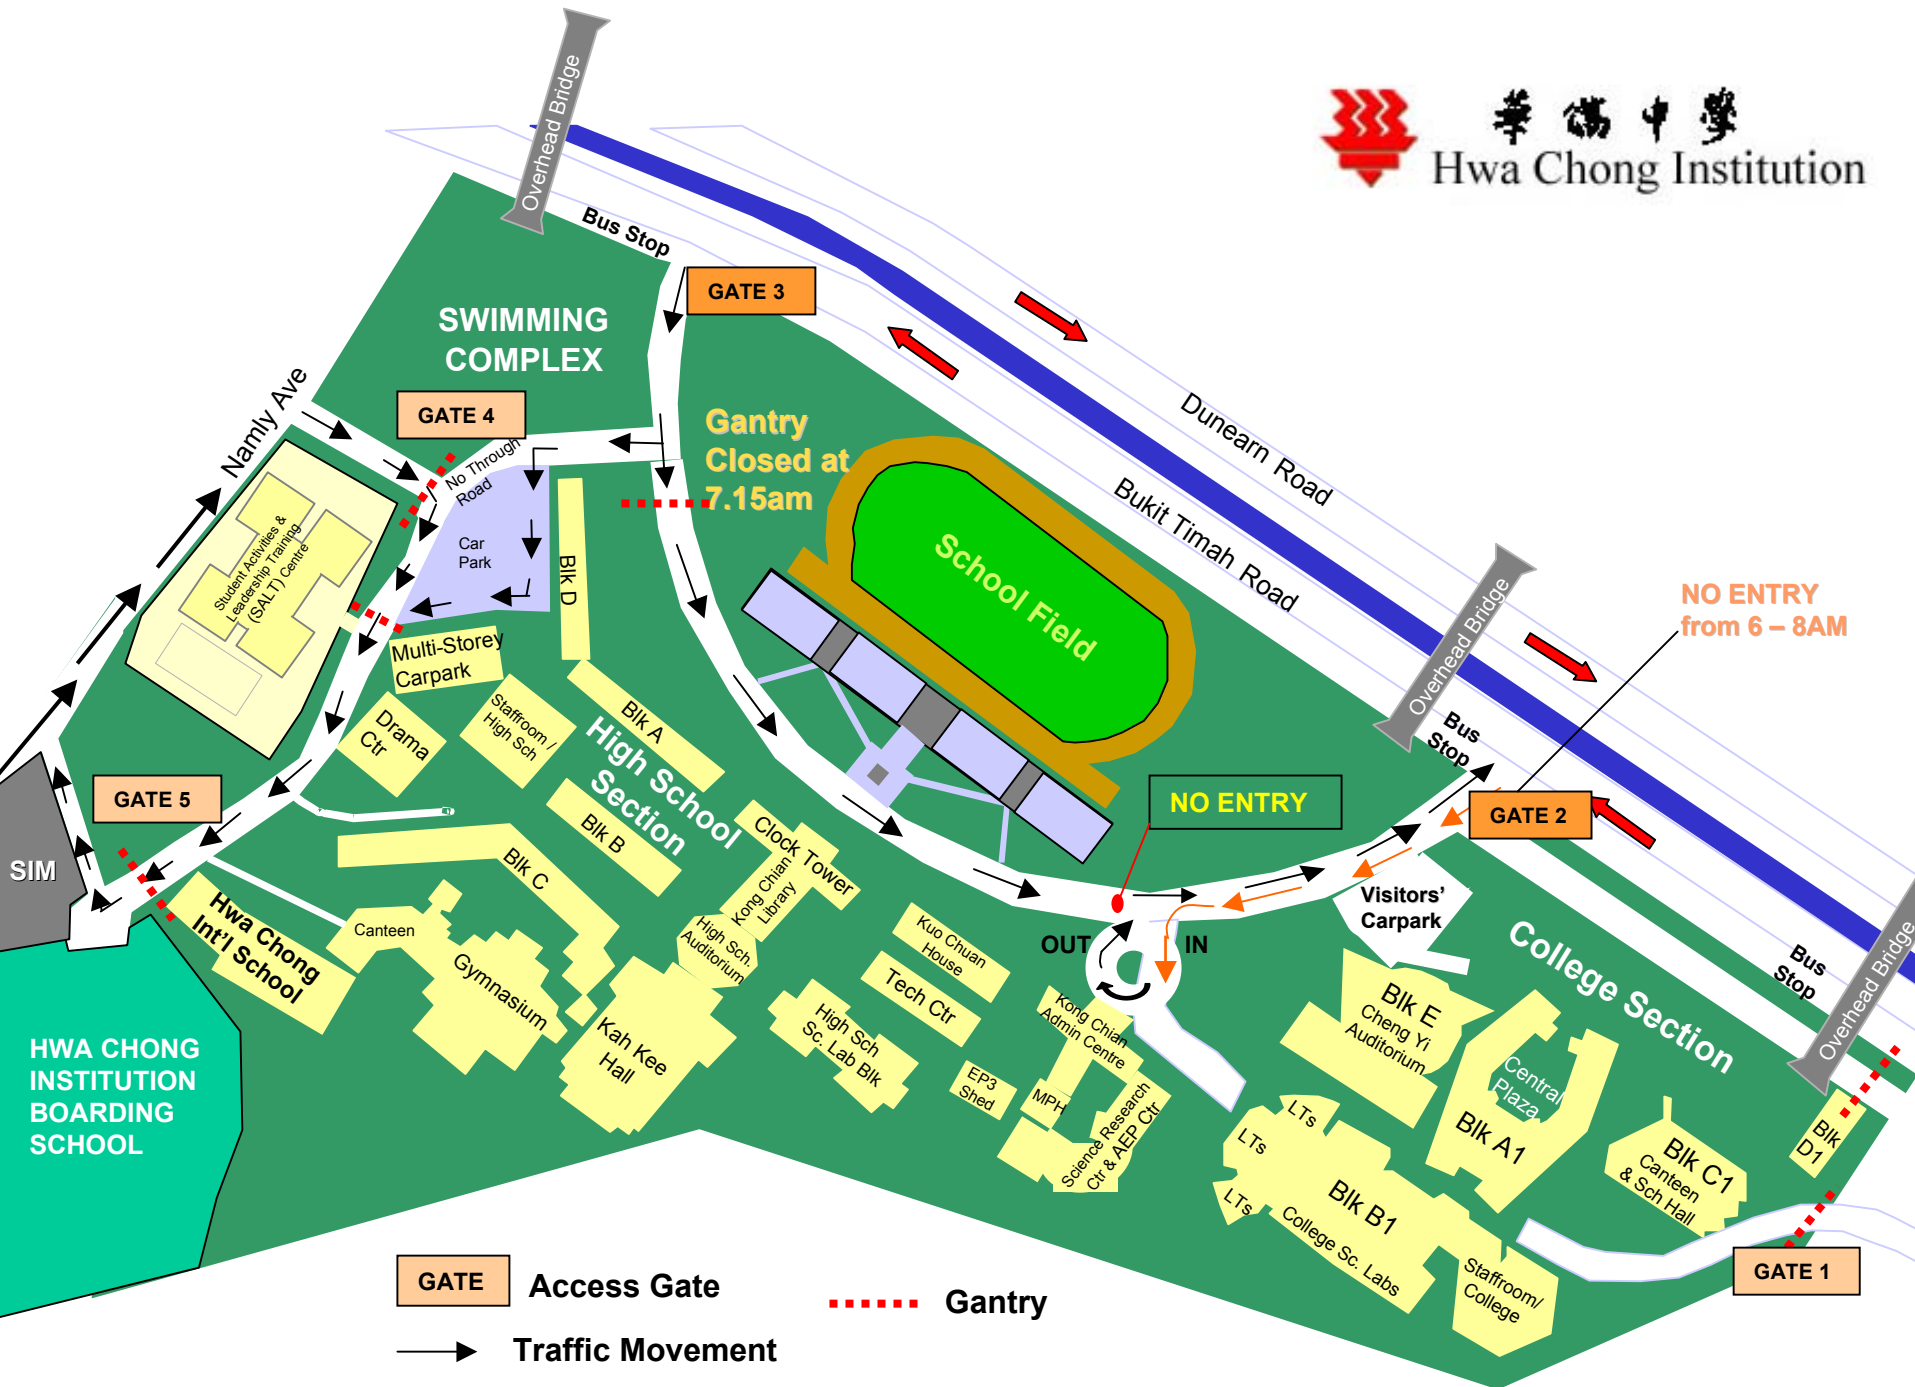 華僑中學
Hwa Chong Institution
Overhead Bridge
Bus Stop
GATE 3
SWIMMING
COMPLEX
Namly Ave
GATE 4
No Through
Road
Gantry
Closed at
7.15am
Dunearn Road
Bukit Timah Road
Student Activities &
Leadership Training
(SALT) Centre
Car
Park
Blk D
School Field
Overhead Bridge
NO ENTRY
from 6 – 8AM
Multi-Storey
Carpark
Staffroom /
High Sch
Blk A
Drama
Ctr
High School
Section
Bus
Stop
GATE 5
NO ENTRY
GATE 2
Blk B
Clock Tower
SIM
Blk C
Kong Chian
Library
Visitors’
Carpark
Hwa Chong
Int’l School
Canteen
High Sch.
Auditorium
Kuo Chuan
House
OUT
IN
College Section
Bus
Stop
Overhead Bridge
Gymnasium
Tech Ctr
Blk E
Cheng Yi
Auditorium
Kong Chian
Admin Centre
High Sch
Sc. Lab Blk
Kah Kee
Hall
HWA CHONG
INSTITUTION
BOARDING
SCHOOL
EP3
Shed
MPH
Central
Plaza
Science Research
Ctr & AEP Ctr
LTs
LTs
LTs
Blk A1
Blk D1
Blk C1
Canteen
& Sch Hall
Blk B1
College Sc. Labs
Staffroom/
College
GATE 1
GATE
Access Gate
Gantry
Traffic Movement